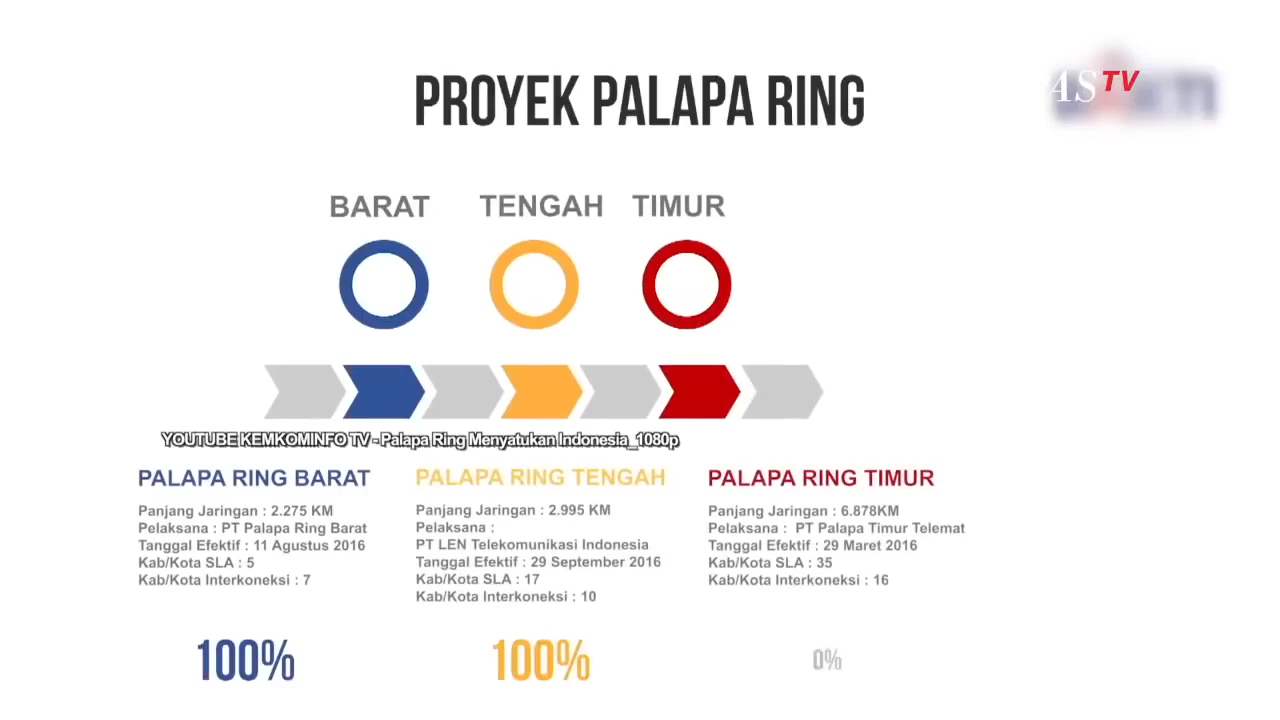 PROYEK PALAPA RING
AS TV
BARAT
TENGAH
TIMUR
YOUTUBE KEMKOMINFO TV - Palapa Ring Menyatukan Indonesia_1080p
PALAPA RING BARAT
Panjang Jaringan : 2.275 KM
Pelaksana : PT Palapa Ring Barat
Tanggal Efektif : 11 Agustus 2016
Kab/Kota SLA : 5
Kab/Kota Interkoneksi : 7
100%
PALAPA RING TENGAH
Panjang Jaringan : 2.995 KM
Pelaksana :
PT LEN Telekomunikasi Indonesia
Tanggal Efektif : 29 September 2016
Kab/Kota SLA : 17
Kab/Kota Interkoneksi : 10
100%
PALAPA RING TIMUR
Panjang Jaringan : 6.878KM
Pelaksana : PT Palapa Timur Telemat
Tanggal Efektif : 29 Maret 2016
Kab/Kota SLA : 35
Kab/Kota Interkoneksi : 16
0%